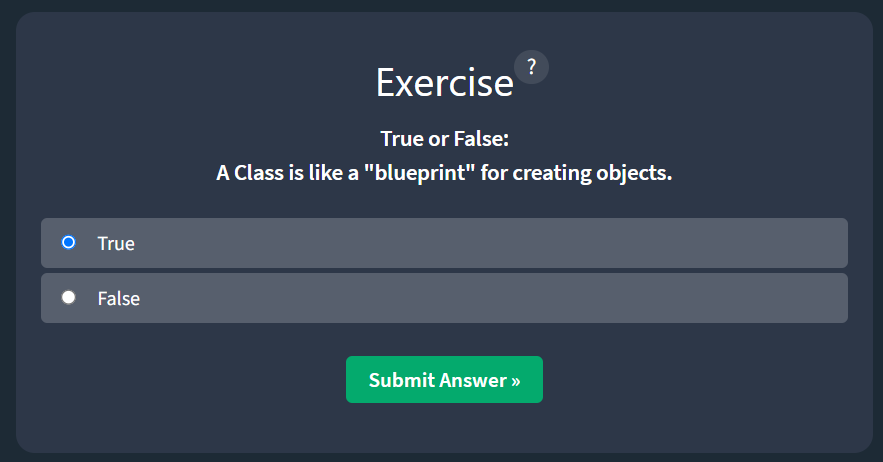 Exercise
?
True or False:
A Class is like a "blueprint" for creating objects.
True
False
Submit Answer »